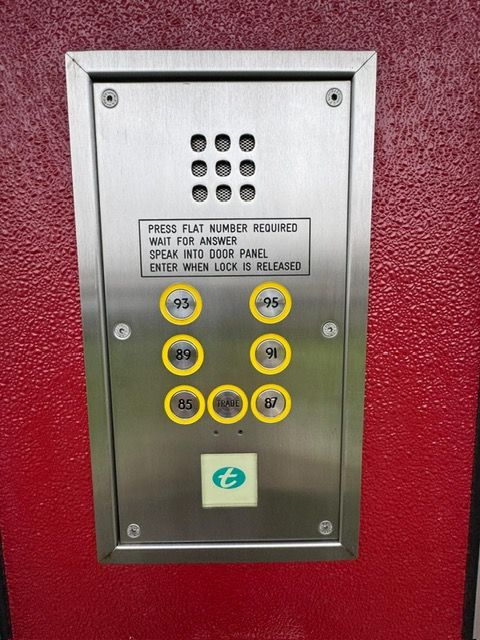 PRESS FLAT NUMBER REQUIRED
WAIT FOR ANSWER
SPEAK INTO DOOR PANEL
ENTER WHEN LOCK IS RELEASED
93 95
89 91
85 TRADE 87
t